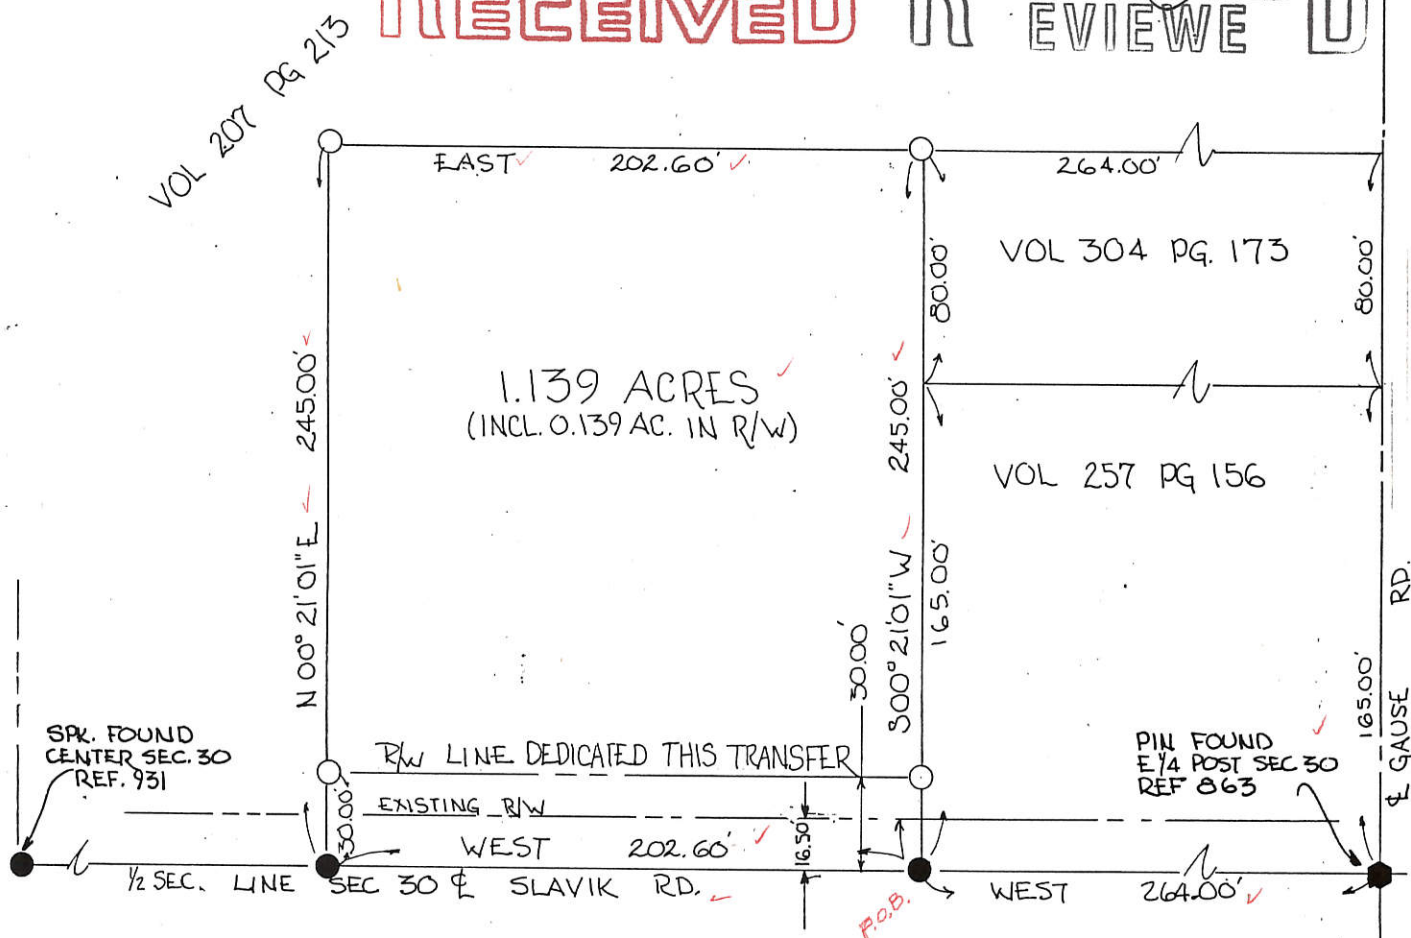 RECEIVED
REVIEWED
VOL 207 PG 213
EAST 202.60'
264.00'
VOL 304 PG. 173
80.00'
80.00'
1.139 ACRES
(INCL. 0.139 AC. IN R/W)
245.00'
N 00° 21' 01" E
245.00'
S00° 21' 01" W
165.00'
VOL 257 PG 156
30.00'
165.00'
℄ GAUSE RD.
SPK. FOUND
CENTER SEC. 30
REF. 931
PIN FOUND
E 1/4 POST SEC 30
REF 863
R/W LINE DEDICATED THIS TRANSFER
EXISTING R/W
30.00'
16.50'
WEST 202.60'
1/2 SEC. LINE SEC 30 ℄ SLAVIK RD.
P.O.B.
WEST 264.00'